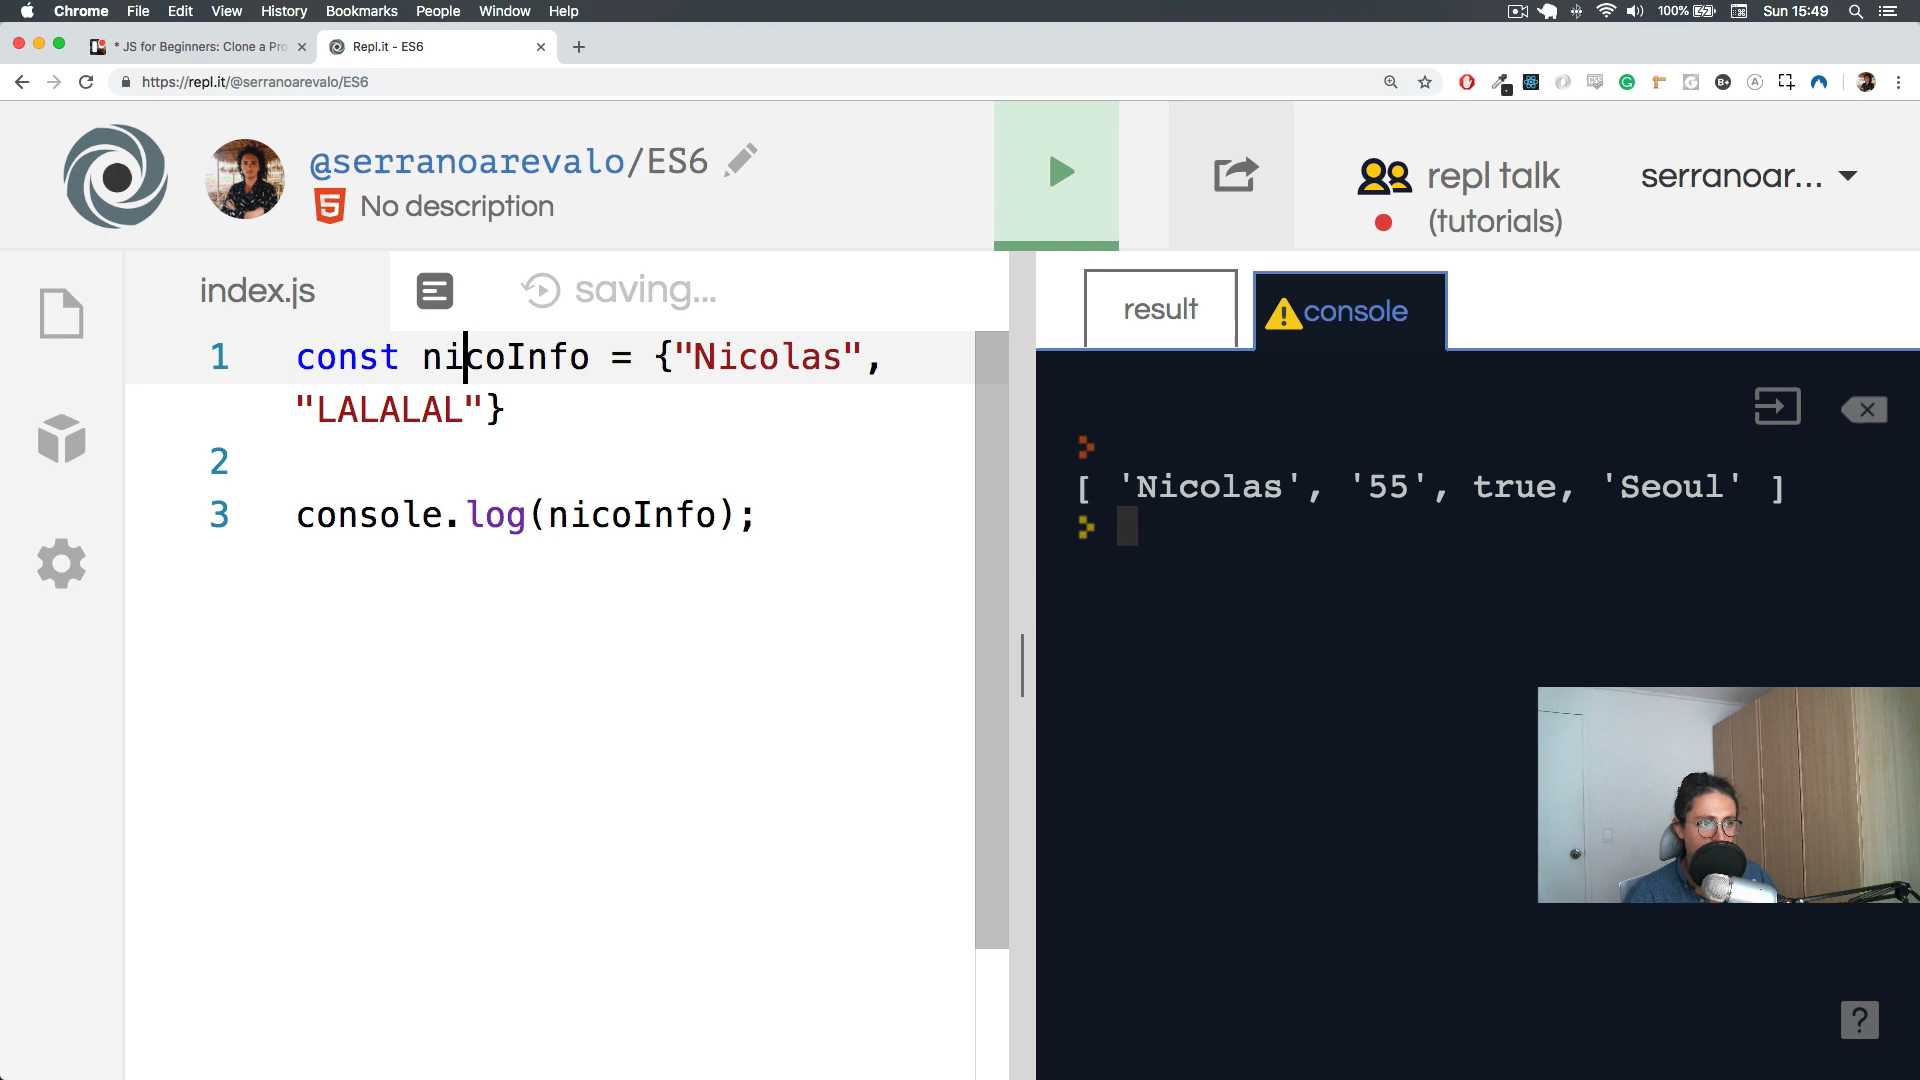 Chrome File Edit View History Bookmarks People Window Help 100% Sun 15:49
* JS for Beginners: Clone a Pro
Repl.it - ES6
https://repl.it/@serranoarevalo/ES6
@serranoarevalo/ES6
No description
repl talk
(tutorials)
serranoar...
index.js
saving...
result
console
1 const nicoInfo = {"Nicolas",
"LALALAL"}
2
3 console.log(nicoInfo);
[ 'Nicolas', '55', true, 'Seoul' ]
?